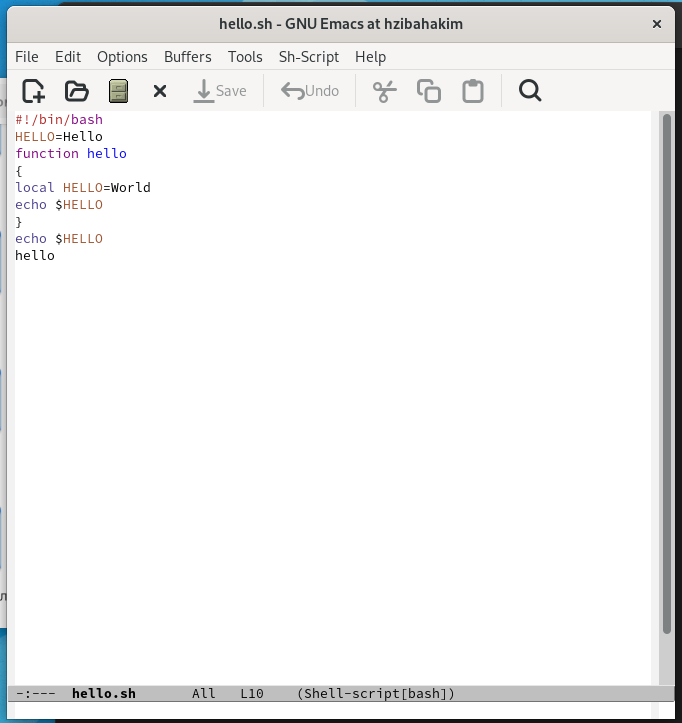 hello.sh - GNU Emacs at hzibahakim
File Edit Options Buffers Tools Sh-Script Help
Save Undo
#!/bin/bash
HELLO=Hello
function hello
{
local HELLO=World
echo $HELLO
}
echo $HELLO
hello
-:--- hello.sh All L10 (Shell-script[bash])